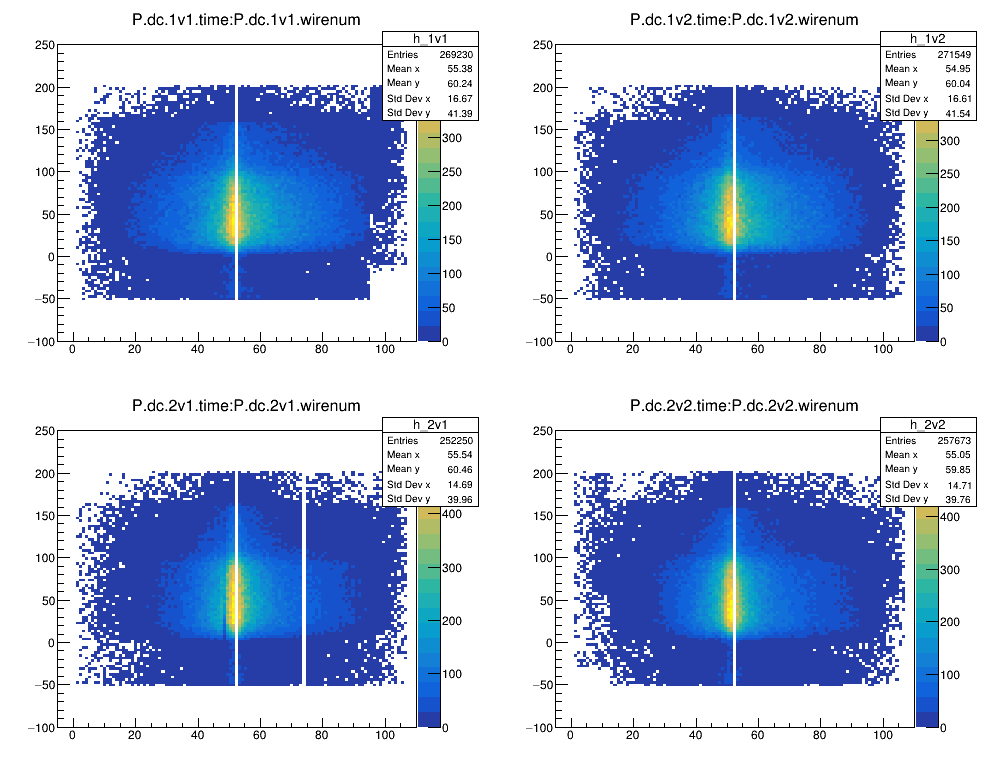 P.dc.1v1.time:P.dc.1v1.wirenum
h_1v1
Entries 269230
Mean x 55.38
Mean y 60.24
Std Dev x 16.67
Std Dev y 41.39
250
200
150
100
50
0
−50
−100
0 20 40 60 80 100
300
250
200
150
100
50
0
P.dc.1v2.time:P.dc.1v2.wirenum
h_1v2
Entries 271549
Mean x 54.95
Mean y 60.04
Std Dev x 16.61
Std Dev y 41.54
250
200
150
100
50
0
−50
−100
0 20 40 60 80 100
300
250
200
150
100
50
0
P.dc.2v1.time:P.dc.2v1.wirenum
h_2v1
Entries 252250
Mean x 55.54
Mean y 60.46
Std Dev x 14.69
Std Dev y 39.96
250
200
150
100
50
0
−50
−100
0 20 40 60 80 100
400
300
200
100
0
P.dc.2v2.time:P.dc.2v2.wirenum
h_2v2
Entries 257673
Mean x 55.05
Mean y 59.85
Std Dev x 14.71
Std Dev y 39.76
250
200
150
100
50
0
−50
−100
0 20 40 60 80 100
400
300
200
100
0